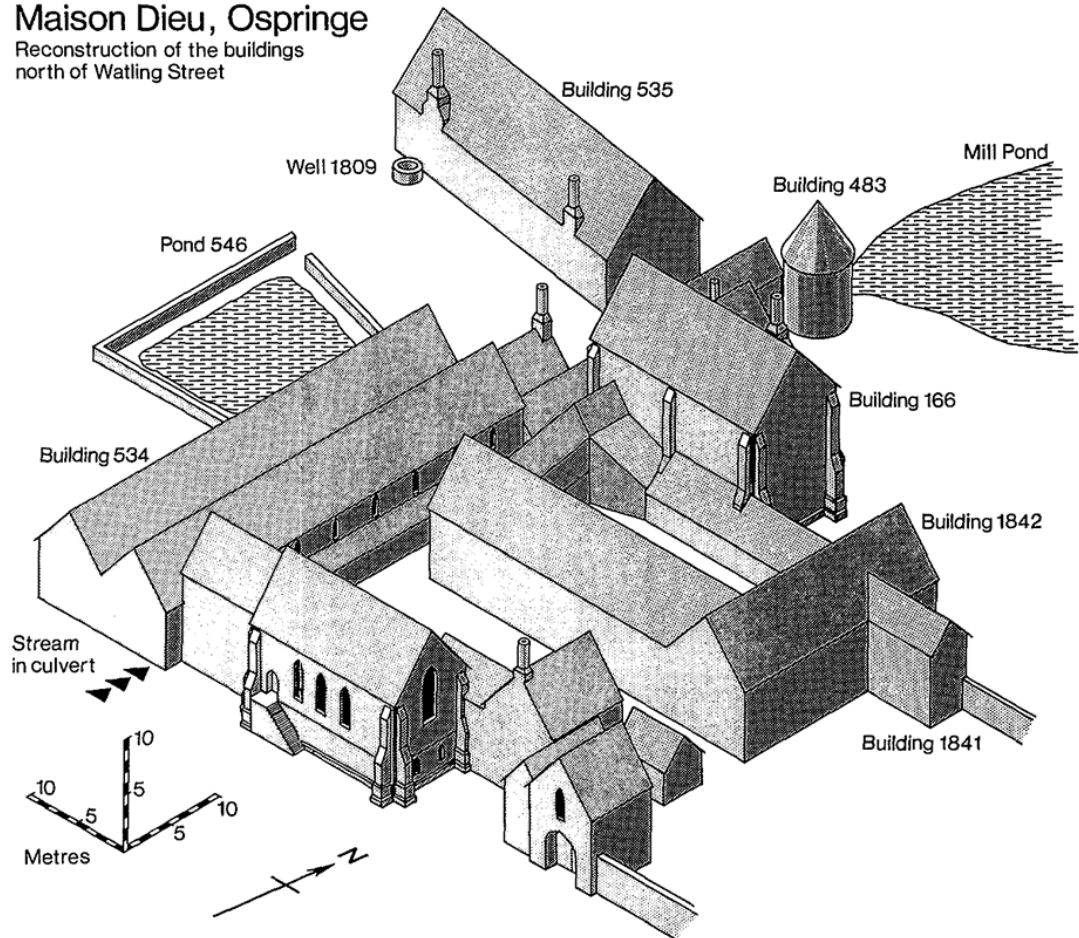 Maison Dieu, Ospringe
Reconstruction of the buildings
north of Watling Street
Building 535
Well 1809
Mill Pond
Building 483
Pond 546
Building 166
Building 534
Building 1842
Stream
in culvert
Building 1841
10
10
5
10
5
5
Metres
N